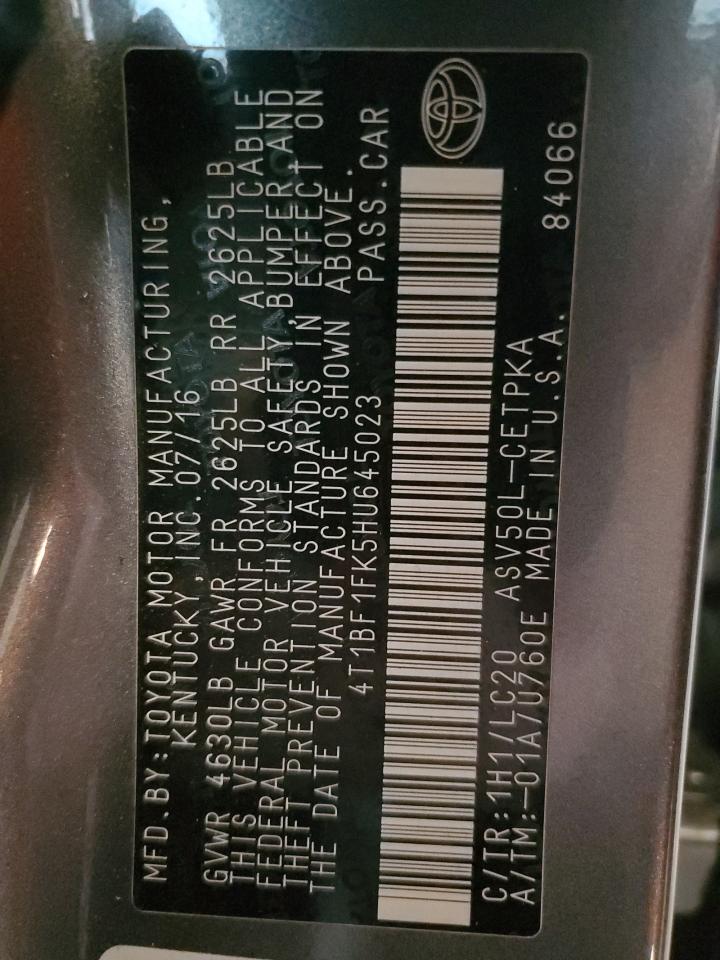 MFD.BY:TOYOTA MOTOR MANUFACTURING,
KENTUCKY,INC.07/16
GVWR 4630LB GAWR FR 2625LB RR 2625LB
THIS VEHICLE CONFORMS TO ALL APPLICABLE
FEDERAL MOTOR VEHICLE SAFETY,BUMPER,AND
THEFT PREVENTION STANDARDS IN EFFECT ON
THE DATE OF MANUFACTURE SHOWN ABOVE.
4T1BF1FK5HU645023 PASS.CAR
C/TR:1H1/LC20 ASV50L-CETPKA
A/TM:-01A/U760E MADE IN U.S.A. 84066